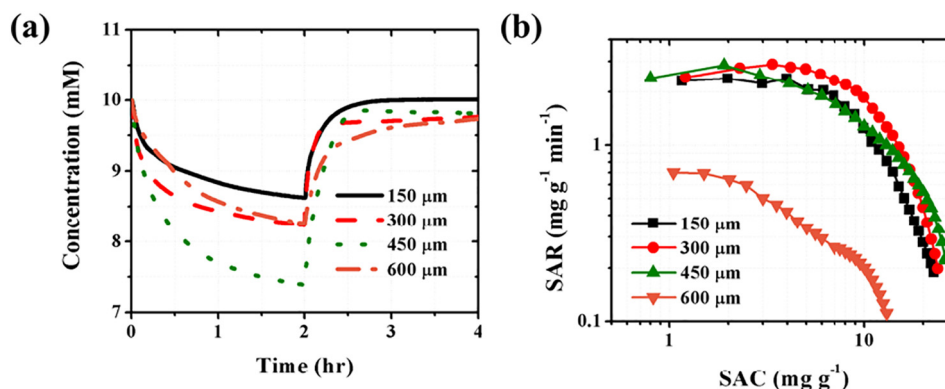 (a)
Concentration (mM)
11
10
9
8
7
150 μm
300 μm
450 μm
600 μm
0
1
2
3
4
Time (hr)
(b)
SAR (mg g⁻¹ min⁻¹)
1
0.1
150 μm
300 μm
450 μm
600 μm
1
10
SAC (mg g⁻¹)